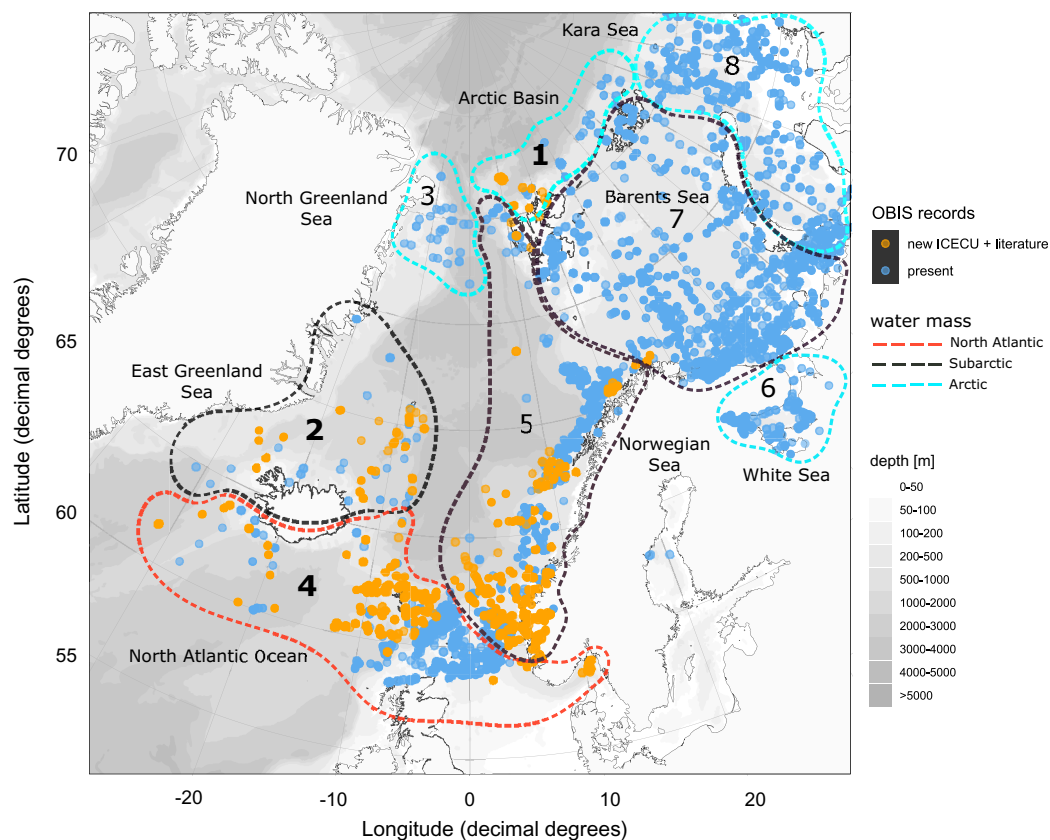 Kara Sea
8
Arctic Basin
70
1
North Greenland
Sea
3
Barents Sea
7
OBIS records
new ICECU + literature
present
water mass
North Atlantic
Subarctic
Arctic
Latitude (decimal degrees)
65
East Greenland
Sea
2
5
6
Norwegian
Sea
White Sea
depth [m]
0-50
50-100
100-200
200-500
500-1000
1000-2000
2000-3000
3000-4000
4000-5000
>5000
60
4
North Atlantic Ocean
55
-20
-10
0
10
20
Longitude (decimal degrees)